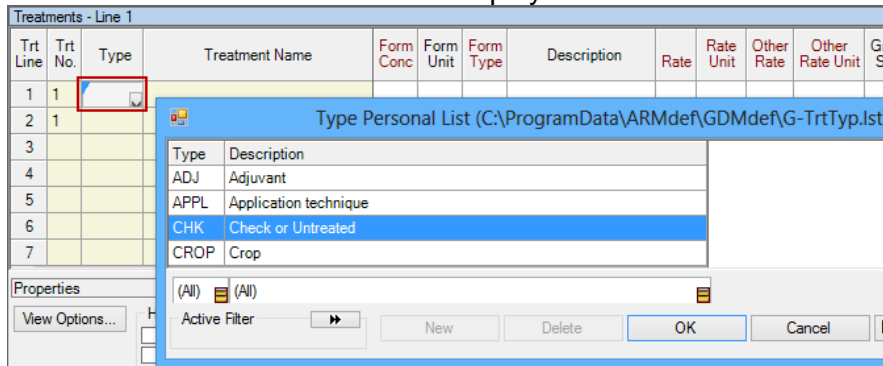 Treatments - Line 1
Trt Line Trt No. Type Treatment Name Form Conc Form Unit Form Type Description Rate Rate Unit Other Rate Other Rate Unit
1 1
2 1
3
4
5
6
7
Type Personal List (C:\ProgramData\ARMdef\GDMdef\G-TrtTyp.lst
Type Description
ADJ Adjuvant
APPL Application technique
CHK Check or Untreated
CROP Crop
(All) (All)
Properties
View Options...
Active Filter
New Delete OK Cancel